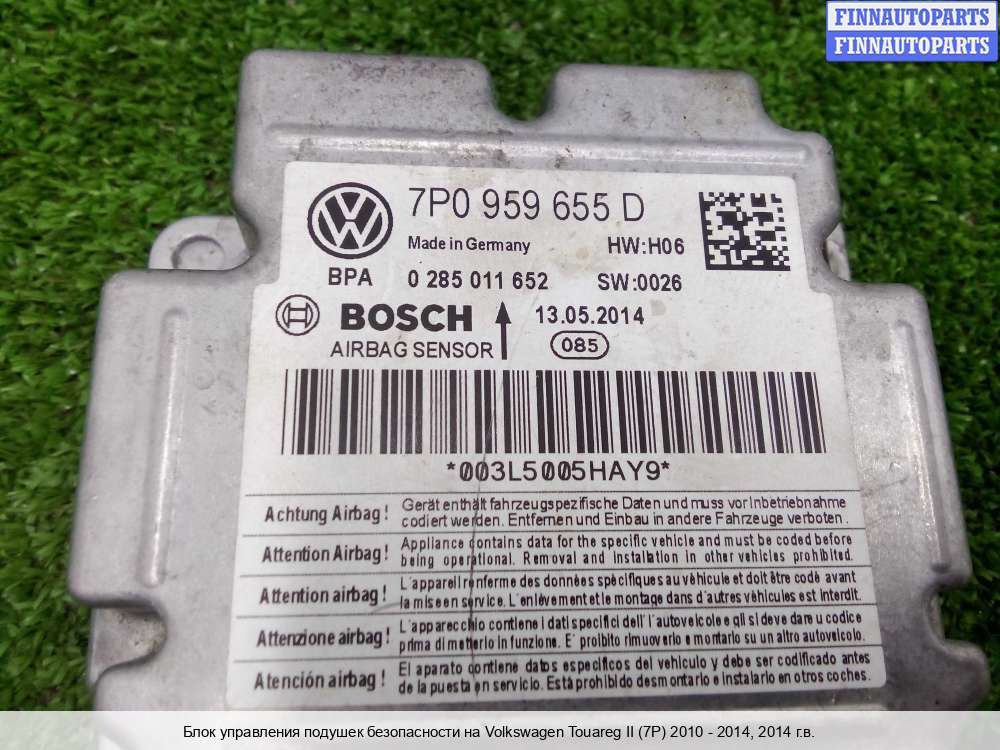 FINNAUTOPARTS
FINNAUTOPARTS
7P0 959 655 D
Made in Germany HW:H06
BPA 0 285 011 652 SW:0026
BOSCH 13.05.2014
AIRBAG SENSOR 085
*003L5005HAY9*
Achtung Airbag! Gerät enthält fahrzeugspezifische Daten und muss vor Inbetriebnahme
codiert werden. Entfernen und Einbau in andere Fahrzeuge verboten.
Attention Airbag! Appliance contains data for the specific vehicle and must be coded before
being operational. Removal and installation in other vehicles prohibited.
Attention airbag! L'appareil renferme des données spécifiques au véhicule et doit être codé avant
la mise en service. L'enlèvement et le montage dans d'autres véhicules est interdit.
Attenzione airbag! L'apparecchio contiene i dati specifici dell'autoveicolo e gli si deve dare u codice
prima di metterlo in funzione. E' proibito rimuoverlo e montarlo su un altro autoveicolo.
Atención airbag! El aparato contiene datos específicos del vehículo y debe ser codificado antes
de la puesta en servicio. Está prohibido desmontarlo e instalarlo en otros coches.
Блок управления подушек безопасности на Volkswagen Touareg II (7P) 2010 - 2014, 2014 г.в.